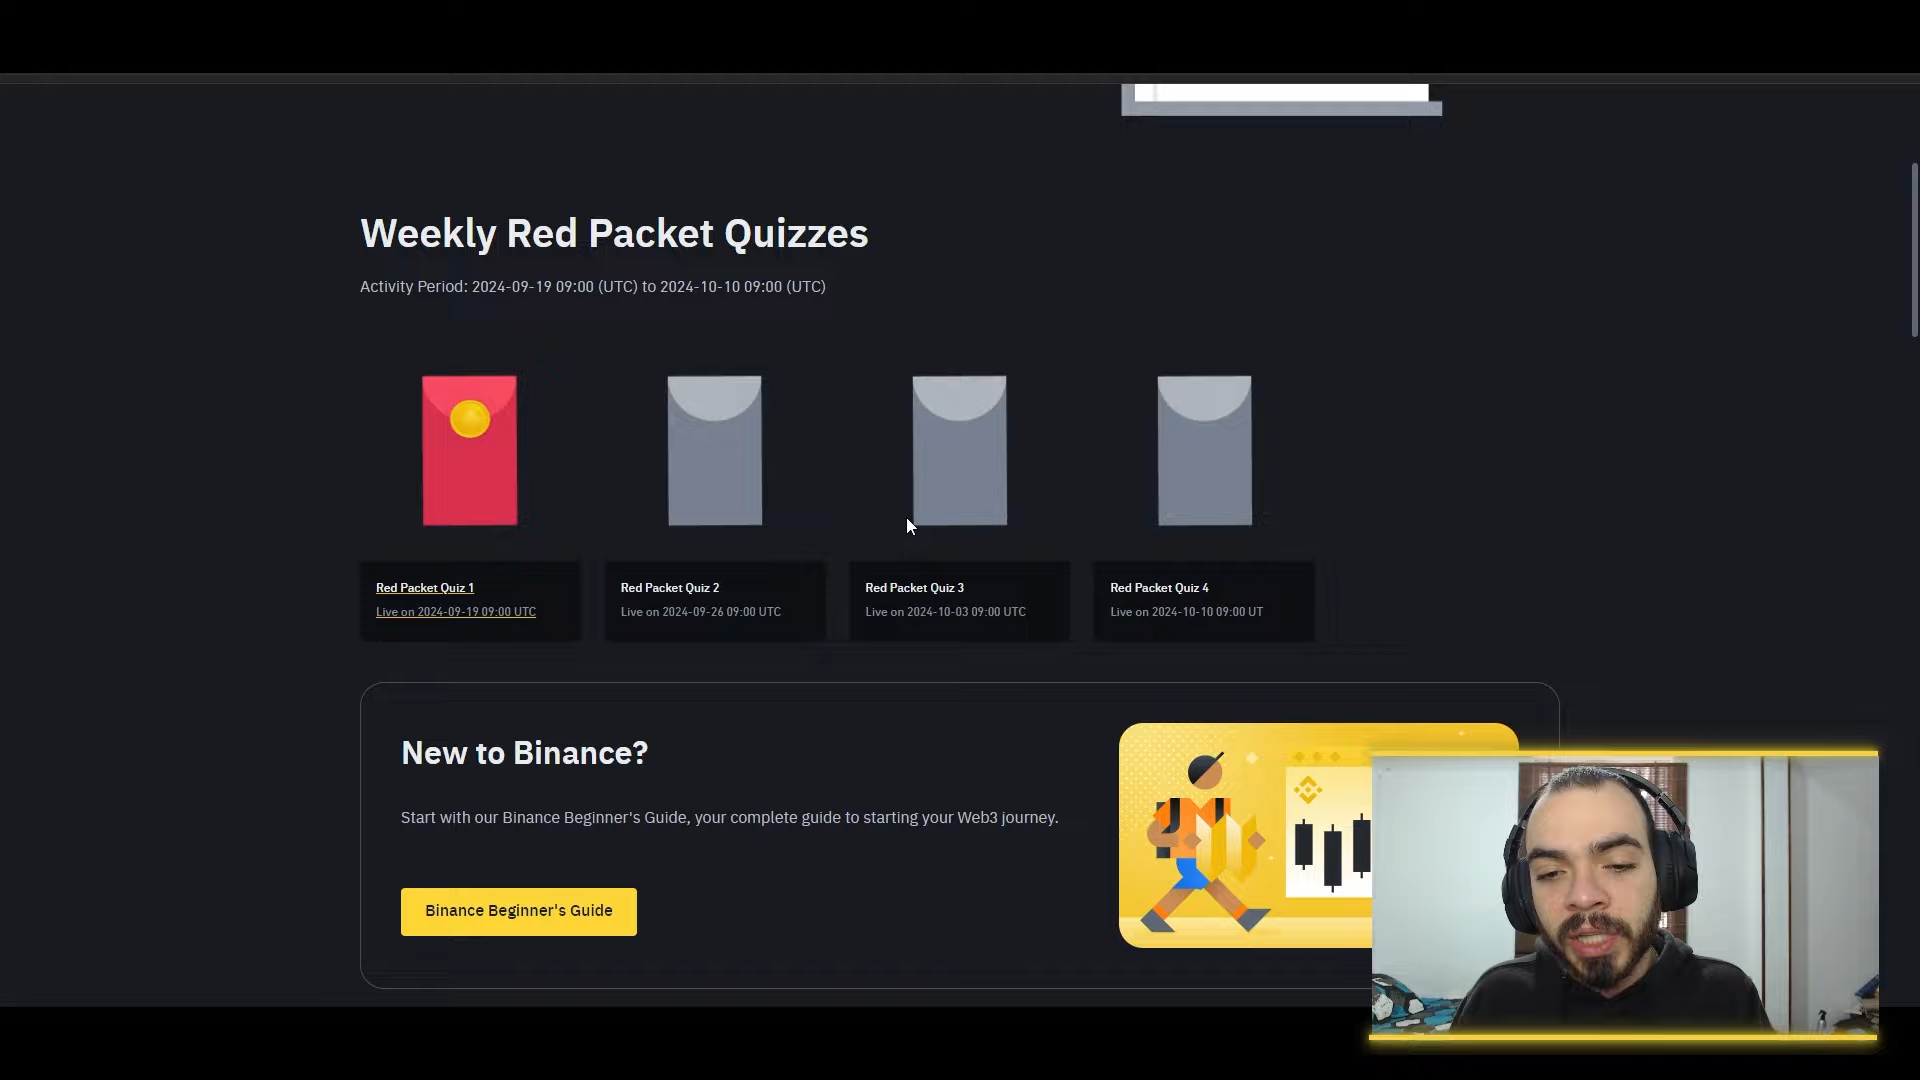 Weekly Red Packet Quizzes
Activity Period: 2024-09-19 09:00 (UTC) to 2024-10-10 09:00 (UTC)
Red Packet Quiz 1
Live on 2024-09-19 09:00 UTC
Red Packet Quiz 2
Live on 2024-09-26 09:00 UTC
Red Packet Quiz 3
Live on 2024-10-03 09:00 UTC
Red Packet Quiz 4
Live on 2024-10-10 09:00 UT
New to Binance?
Start with our Binance Beginner's Guide, your complete guide to starting your Web3 journey.
Binance Beginner's Guide